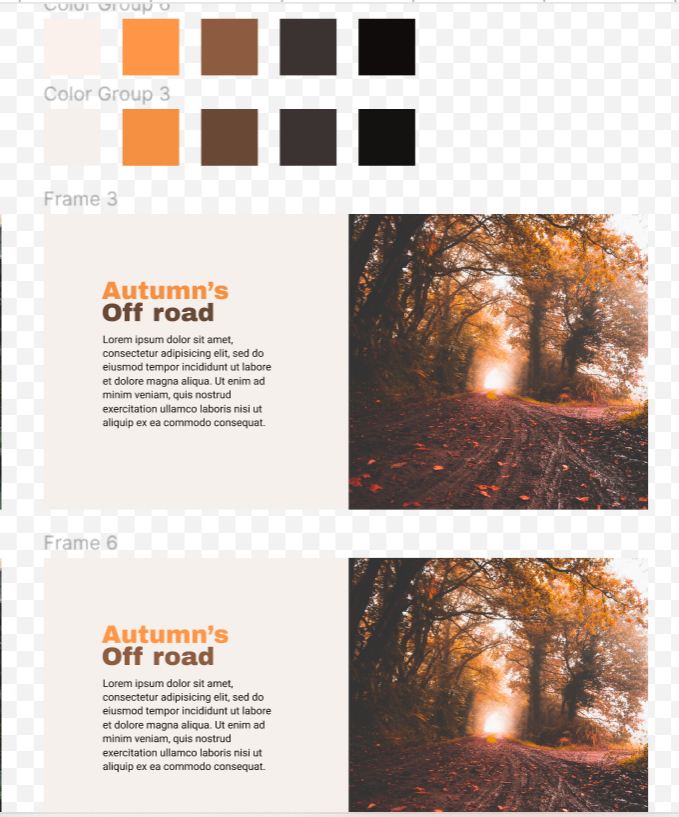 Color Group 6
Color Group 3
Frame 3
Autumn’s
Off road
Lorem ipsum dolor sit amet,
consectetur adipisicing elit, sed do
eiusmod tempor incididunt ut labore
et dolore magna aliqua. Ut enim ad
minim veniam, quis nostrud
exercitation ullamco laboris nisi ut
aliquip ex ea commodo consequat.
Frame 6
Autumn’s
Off road
Lorem ipsum dolor sit amet,
consectetur adipisicing elit, sed do
eiusmod tempor incididunt ut labore
et dolore magna aliqua. Ut enim ad
minim veniam, quis nostrud
exercitation ullamco laboris nisi ut
aliquip ex ea commodo consequat.